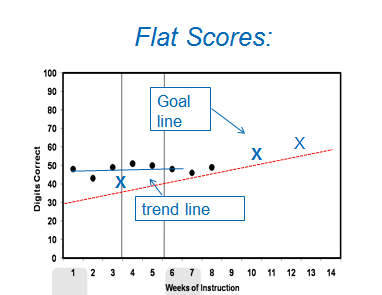 Flat Scores:
100
90
80
70
60
50
40
30
20
10
0
Digits Correct
Goal
line
X
X
X
trend line
1 2 3 4 5 6 7 8 9 10 11 12 13 14
Weeks of Instruction